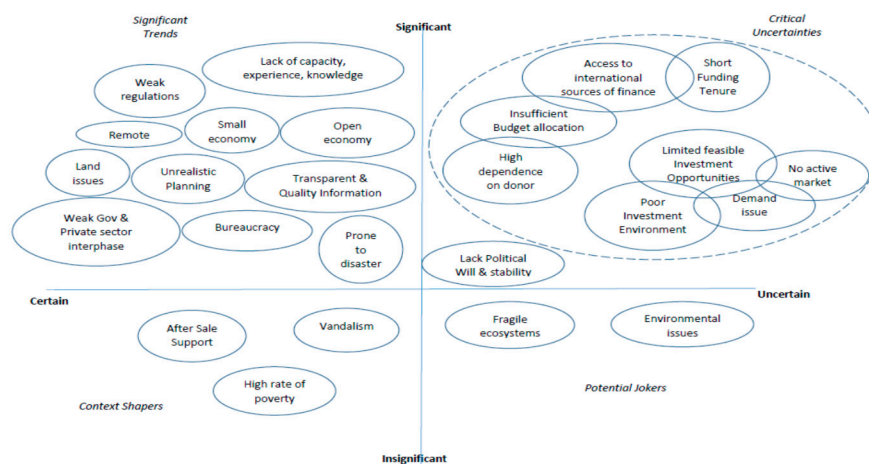 Significant
Trends
Significant
Critical
Uncertainties
Lack of capacity,
experience, knowledge
Weak
regulations
Remote
Small
economy
Open
economy
Land
issues
Unrealistic
Planning
Transparent &
Quality Information
Weak Gov &
Private sector
interphase
Bureaucracy
Prone
to
disaster
Access to
international
sources of finance
Short
Funding
Tenure
Insufficient
Budget allocation
High
dependence
on donor
Limited feasible
Investment
Opportunities
No active
market
Poor
Investment
Environment
Demand
issue
Lack Political
Will & stability
Certain
Uncertain
After Sale
Support
Vandalism
Fragile
ecosystems
Environmental
issues
High rate of
poverty
Context Shapers
Potential Jokers
Insignificant